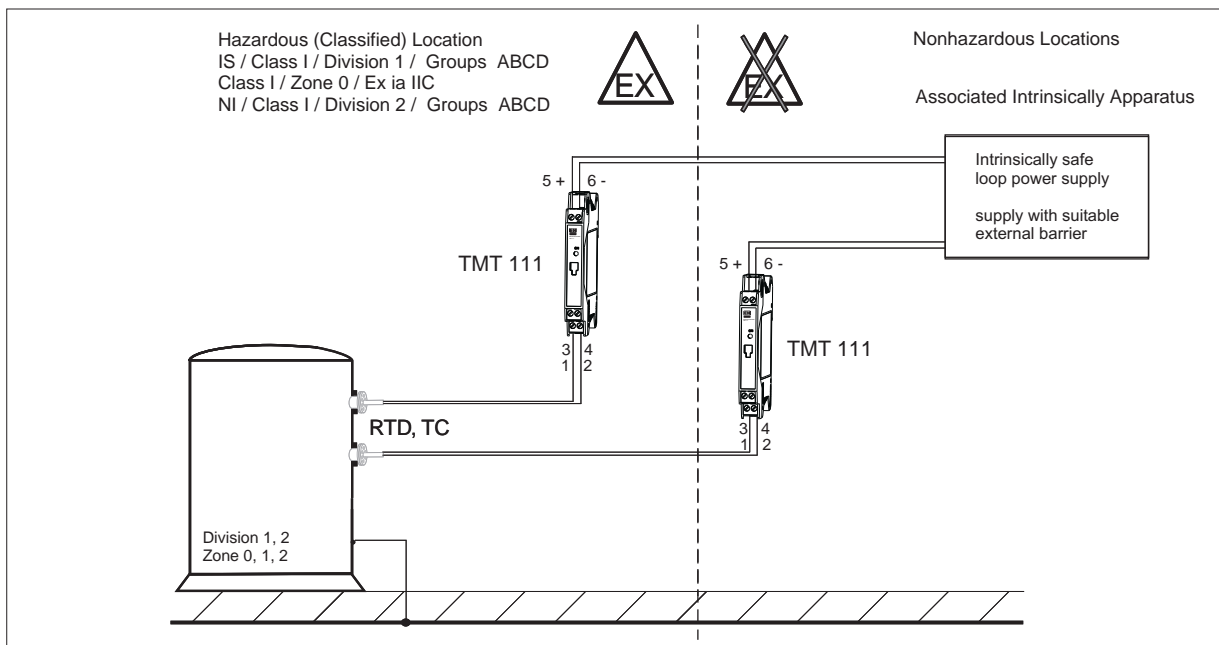 Hazardous (Classified) Location
IS / Class I / Division 1 / Groups ABCD
Class I / Zone 0 / Ex ia IIC
NI / Class I / Division 2 / Groups ABCD
EX
EX
Nonhazardous Locations
Associated Intrinsically Apparatus
Intrinsically safe
loop power supply
supply with suitable
external barrier
5 + 6 -
TMT 111
3 4
1 2
5 + 6 -
TMT 111
3 4
1 2
RTD, TC
Division 1, 2
Zone 0, 1, 2